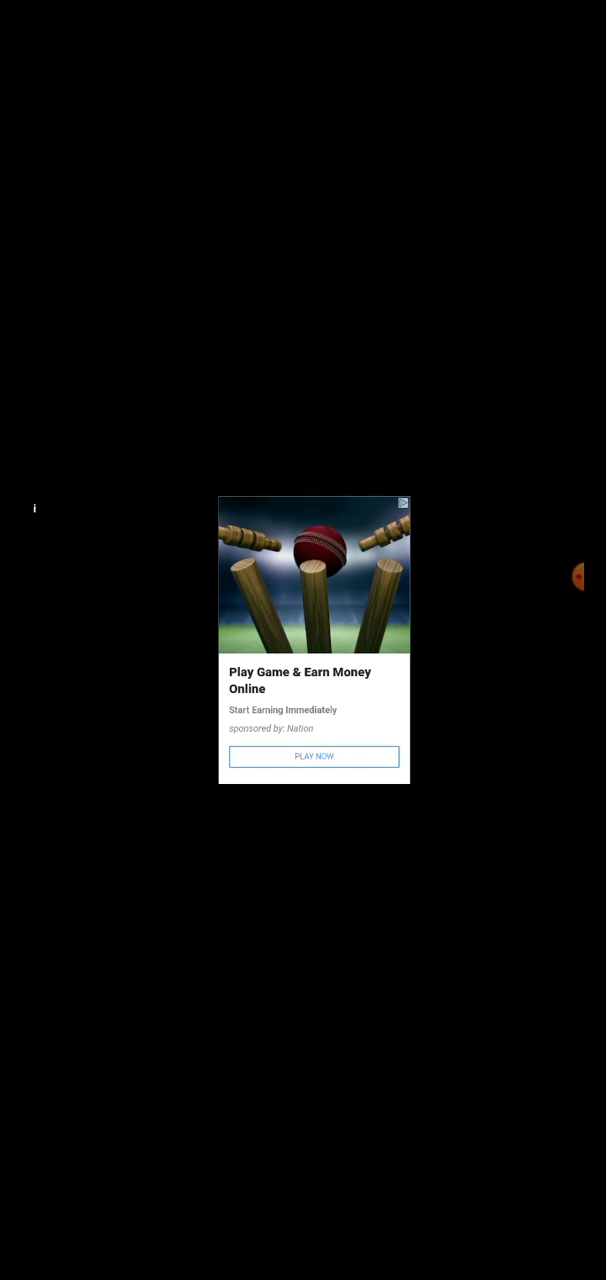 i
Play Game & Earn Money
Online
Start Earning Immediately
sponsored by: Nation
PLAY NOW